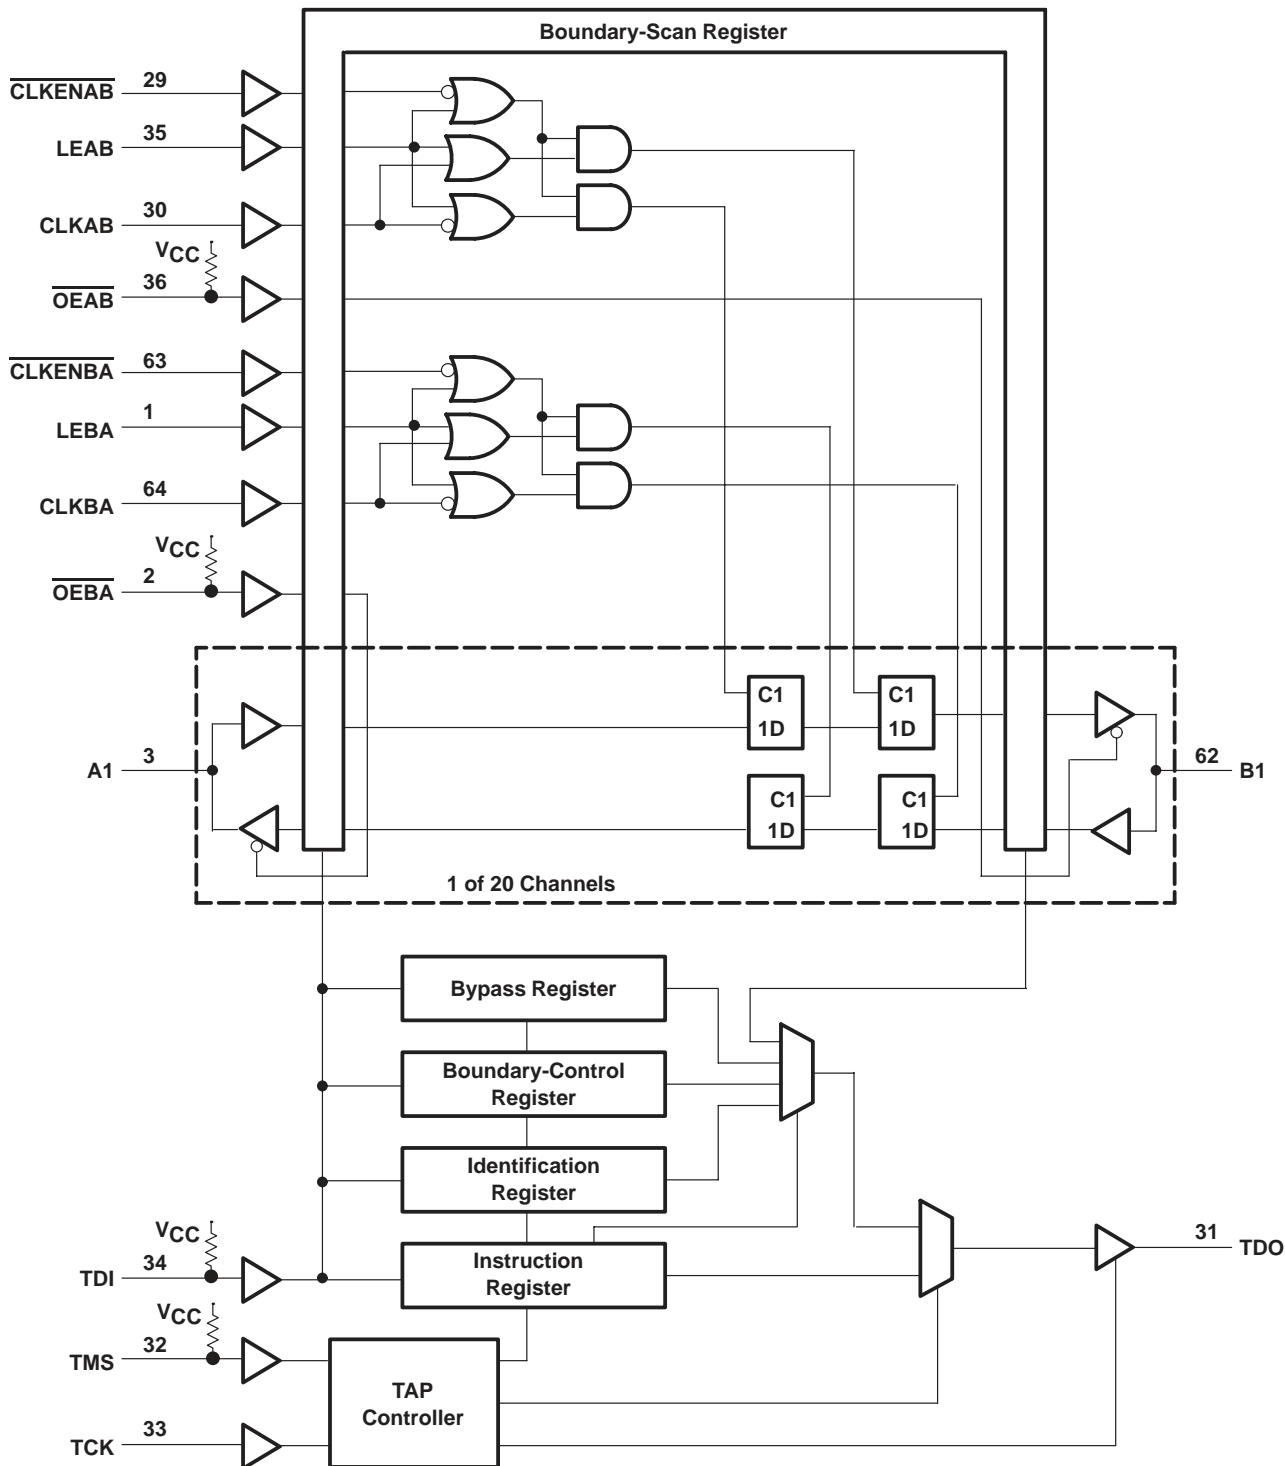 Boundary-Scan Register
CLKENAB 29
LEAB 35
CLKAB 30
VCC
OEAB 36
CLKENBA 63
LEBA 1
CLKBA 64
VCC
OEBA 2
C1
1D
C1
1D
A1 3
62 B1
C1
1D
C1
1D
1 of 20 Channels
Bypass Register
Boundary-Control
Register
Identification
Register
VCC
TDI 34
Instruction
Register
31 TDO
VCC
TMS 32
TAP
Controller
TCK 33